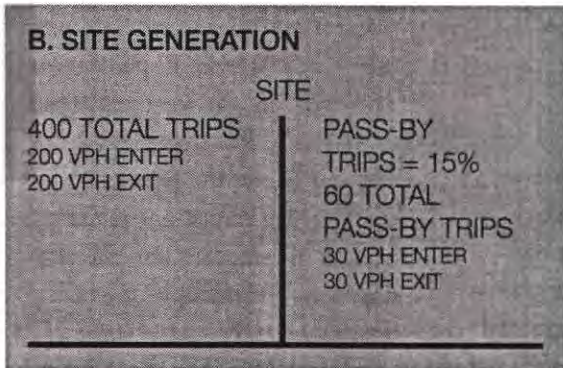 B. SITE GENERATION
SITE
400 TOTAL TRIPS
200 VPH ENTER
200 VPH EXIT
PASS-BY
TRIPS = 15%
60 TOTAL
PASS-BY TRIPS
30 VPH ENTER
30 VPH EXIT